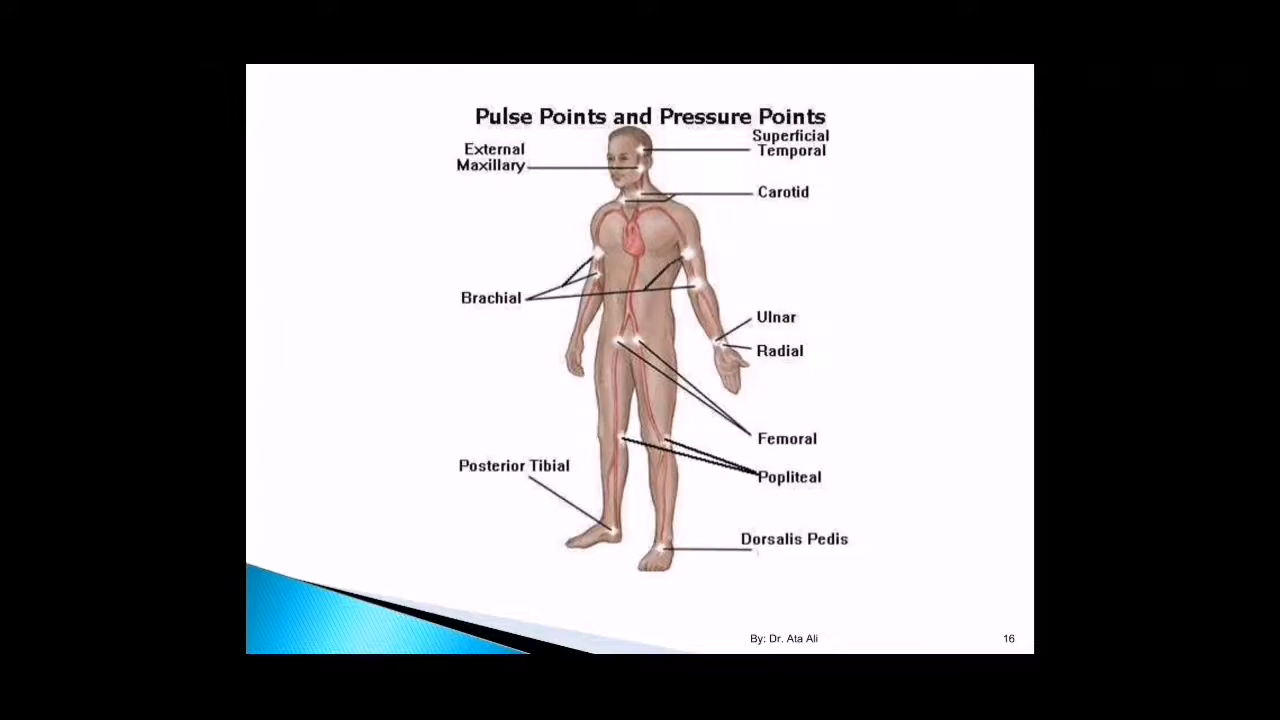 Pulse Points and Pressure Points
Superficial
Temporal
External
Maxillary
Carotid
Brachial
Ulnar
Radial
Femoral
Posterior Tibial
Popliteal
Dorsalis Pedis
By: Dr. Ata Ali
16